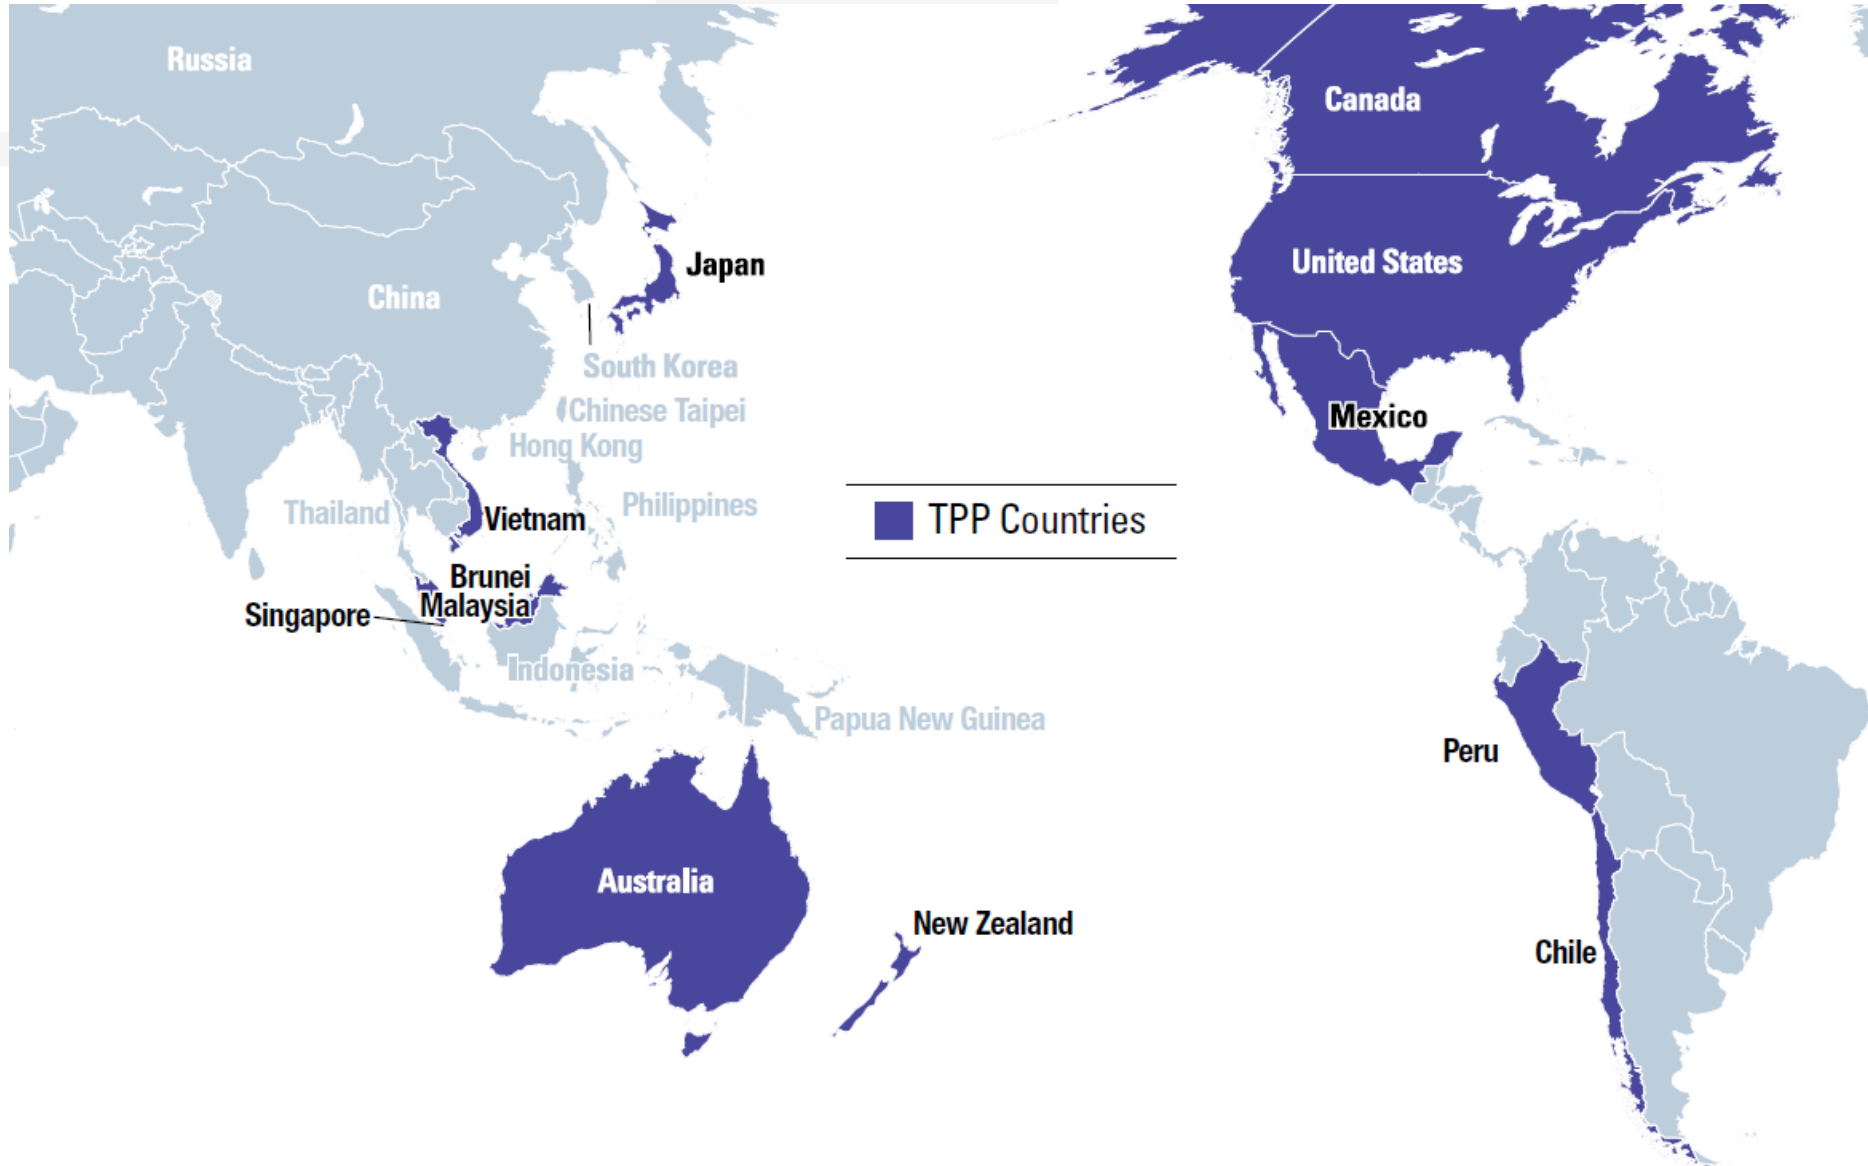 Russia
Canada
Japan
United States
China
South Korea
Chinese Taipei
Mexico
Hong Kong
Thailand
Philippines
Vietnam
TPP Countries
Brunei
Malaysia
Singapore
Indonesia
Papua New Guinea
Peru
Australia
New Zealand
Chile